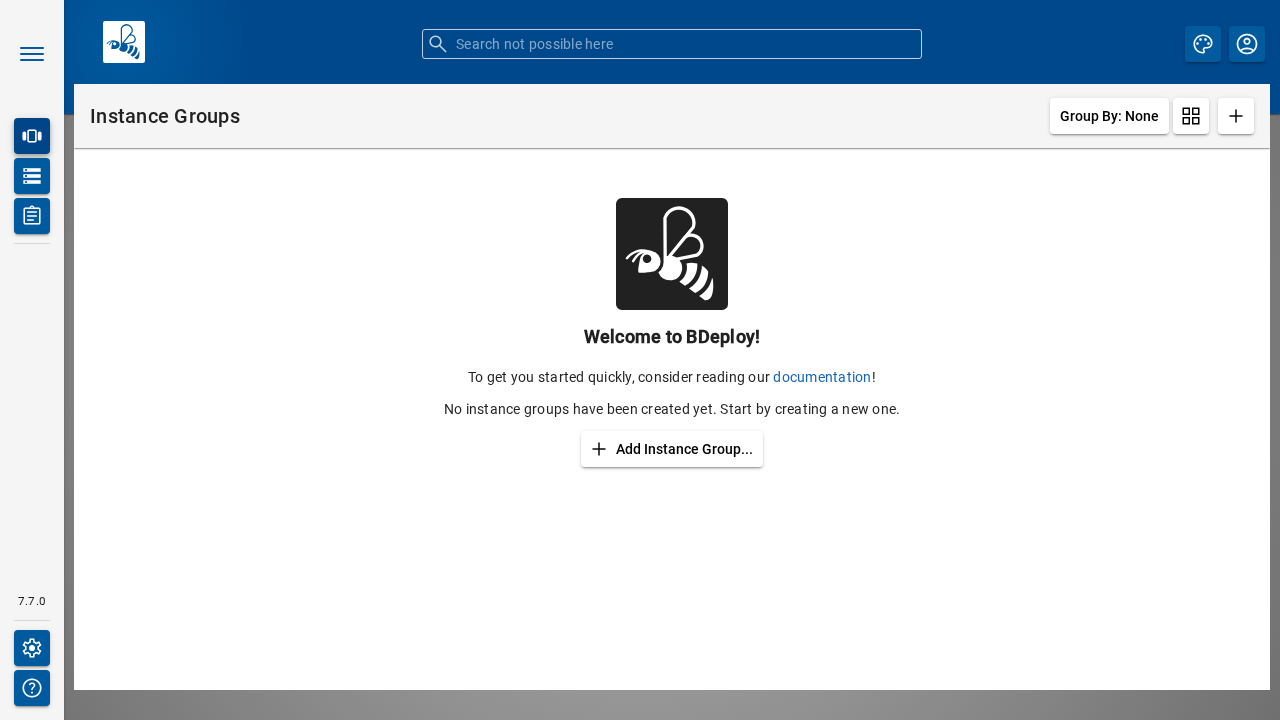 Search not possible here
Instance Groups
Group By: None
Welcome to BDeploy!
To get you started quickly, consider reading our documentation!
No instance groups have been created yet. Start by creating a new one.
Add Instance Group...
7.7.0